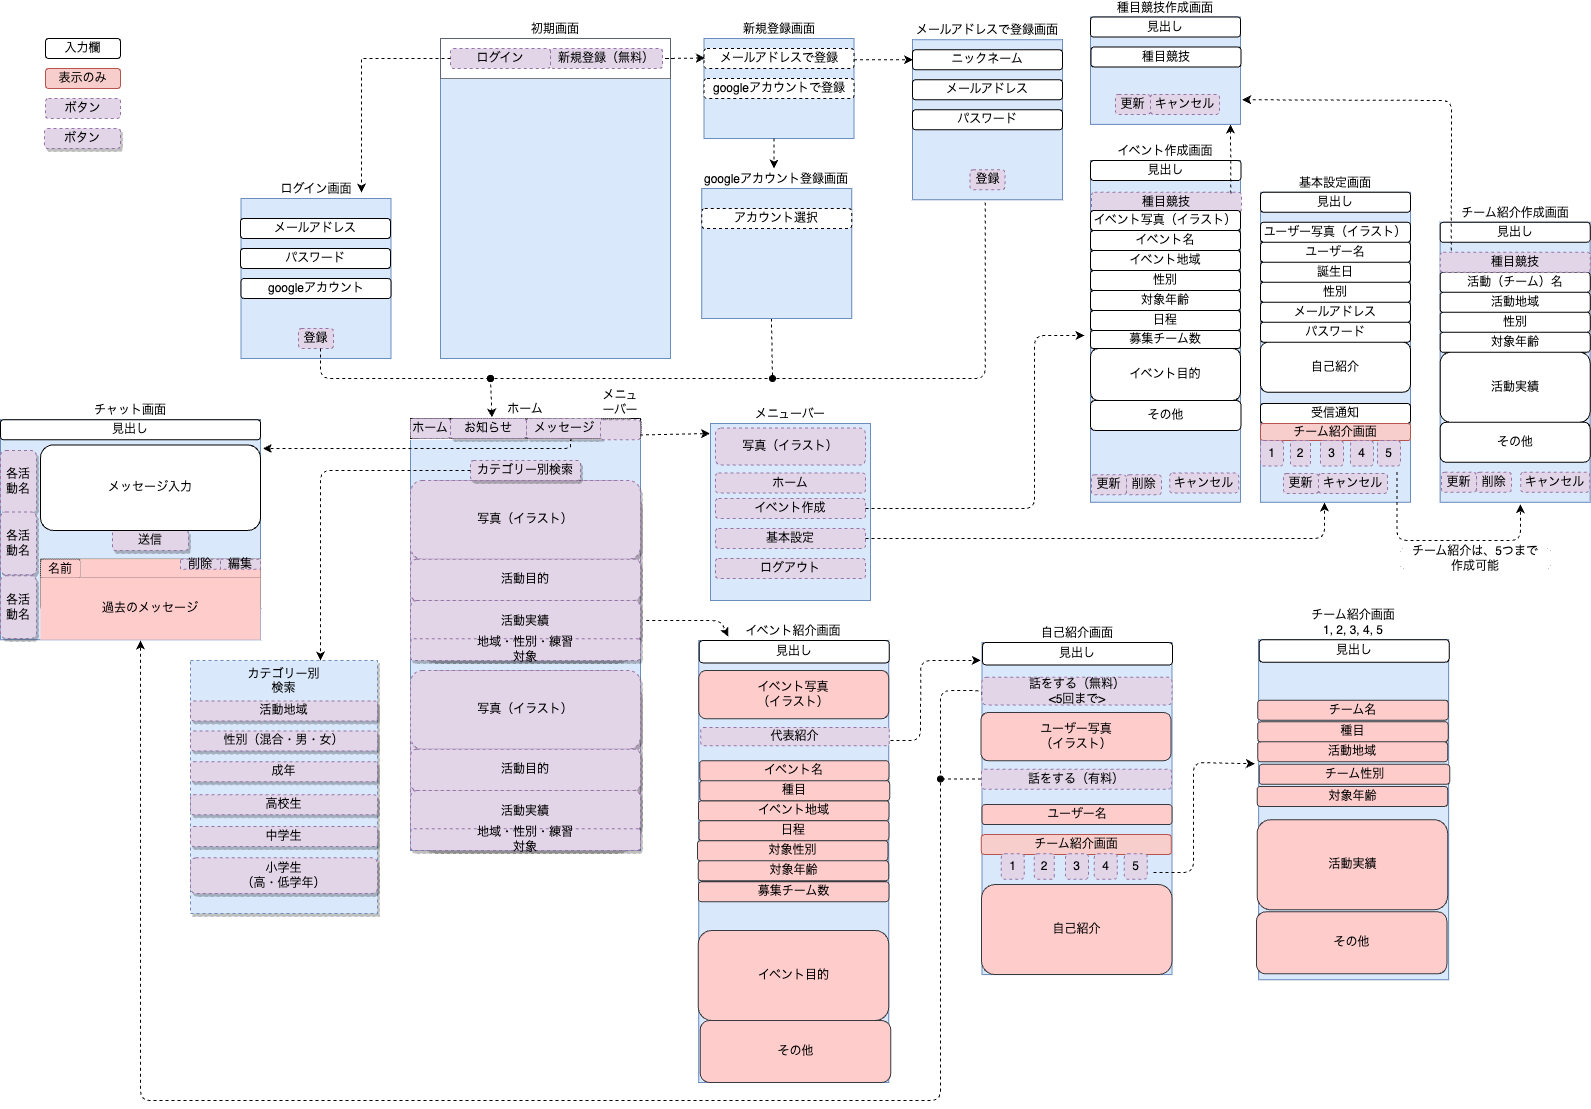 入力欄
表示のみ
ボタン
ボタン
初期画面
ログイン
新規登録（無料）
新規登録画面
メールアドレスで登録
googleアカウントで登録
メールアドレスで登録画面
ニックネーム
メールアドレス
パスワード
登録
種目競技作成画面
見出し
種目競技
更新
キャンセル
ログイン画面
メールアドレス
パスワード
googleアカウント
登録
googleアカウント登録画面
アカウント選択
イベント作成画面
見出し
種目競技
イベント写真（イラスト）
イベント名
イベント地域
性別
対象年齢
日程
募集チーム数
イベント目的
その他
更新
削除
キャンセル
基本設定画面
見出し
ユーザー写真（イラスト）
ユーザー名
誕生日
性別
メールアドレス
パスワード
自己紹介
受信通知
チーム紹介画面
1
2
3
4
5
更新
キャンセル
チーム紹介作成画面
見出し
種目競技
活動（チーム）名
活動地域
性別
対象年齢
活動実績
その他
更新
削除
キャンセル
チーム紹介は、5つまで
作成可能
チャット画面
見出し
各活
動名
各活
動名
各活
動名
メッセージ入力
送信
名前
削除
編集
過去のメッセージ
ホーム
メニュ
ーバー
ホーム
お知らせ
メッセージ
カテゴリー別検索
写真（イラスト）
活動目的
活動実績
地域・性別・練習
対象
写真（イラスト）
活動目的
活動実績
地域・性別・練習
対象
メニューバー
写真（イラスト）
ホーム
イベント作成
基本設定
ログアウト
カテゴリー別
検索
活動地域
性別（混合・男・女）
成年
高校生
中学生
小学生
（高・低学年）
イベント紹介画面
見出し
イベント写真
（イラスト）
代表紹介
イベント名
種目
イベント地域
日程
対象性別
対象年齢
募集チーム数
イベント目的
その他
自己紹介画面
見出し
話をする（無料）
<5回まで>
ユーザー写真
（イラスト）
話をする（有料）
ユーザー名
チーム紹介画面
1
2
3
4
5
自己紹介
チーム紹介画面
1, 2, 3, 4, 5
見出し
チーム名
種目
活動地域
チーム性別
対象年齢
活動実績
その他